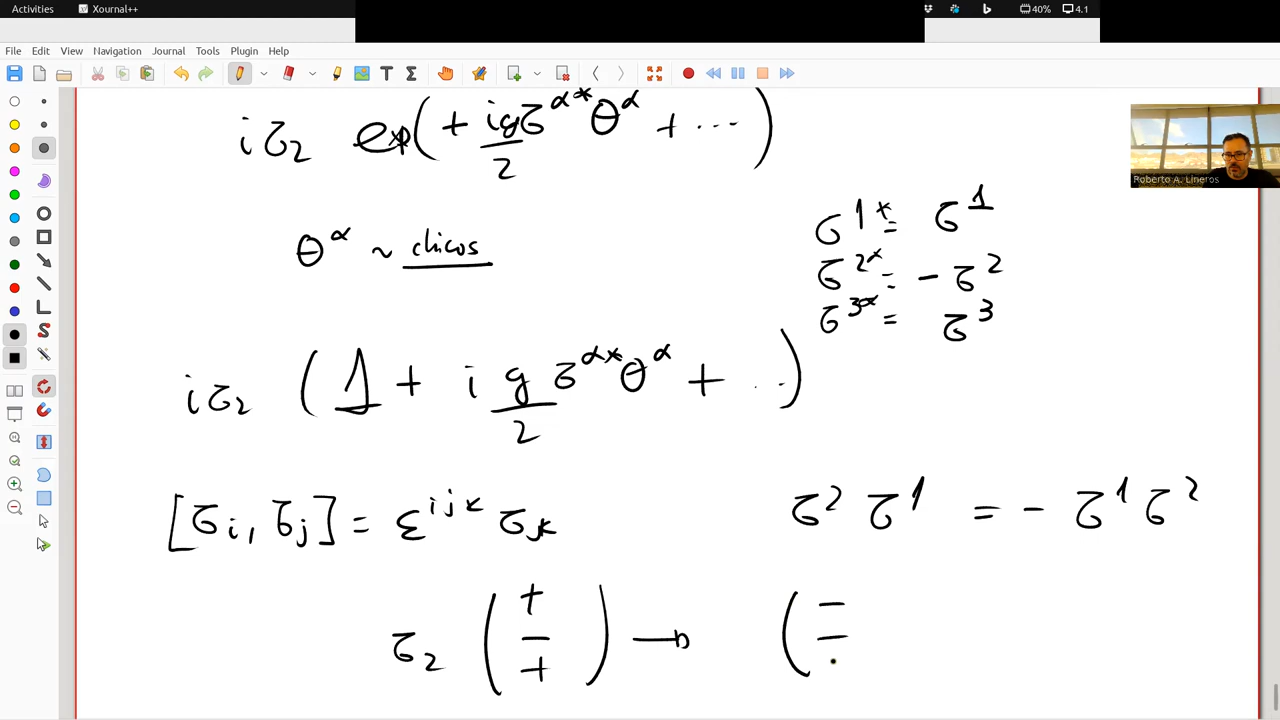 Activities Xournal++ 40% 4.1
File Edit View Navigation Journal Tools Plugin Help
iσ₂ exp(+ igσ^{α*}/2 θ^α + ...)
Roberto A. Lineros
σ^{1*} = σ^1
θ^α ~ chicos
σ^{2*} = - σ^2
σ^{3*} = σ^3
iσ₂ (1 + i g/2 σ^{α*} θ^α + ...)
[σ_i, σ_j] = ε^{ijk} σ_k
σ^2 σ^1 = - σ^1 σ^2
σ₂ (+ − +) → (− −